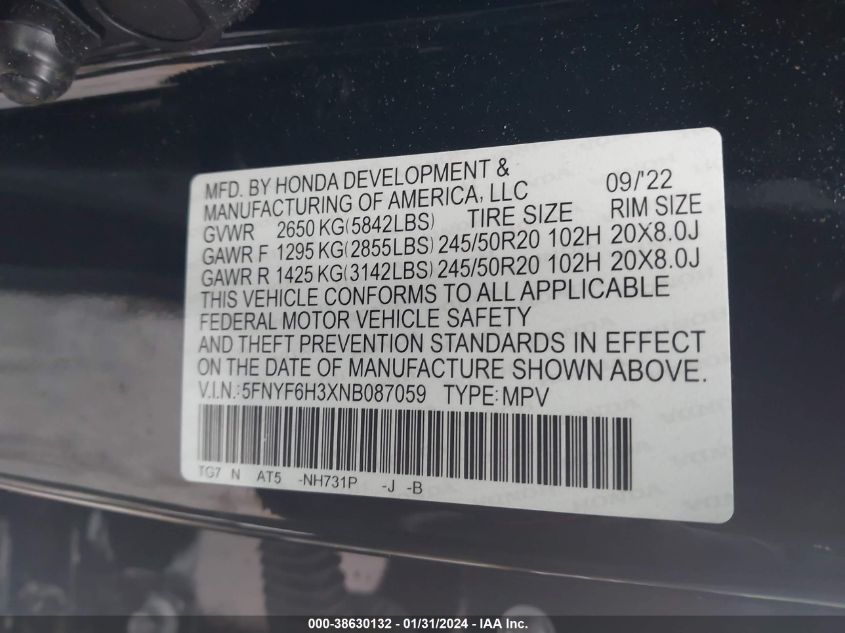 MFD. BY HONDA DEVELOPMENT &
MANUFACTURING OF AMERICA, LLC 09/'22
GVWR 2650 KG(5842LBS) TIRE SIZE RIM SIZE
GAWR F 1295 KG(2855LBS) 245/50R20 102H 20X8.0J
GAWR R 1425 KG(3142LBS) 245/50R20 102H 20X8.0J
THIS VEHICLE CONFORMS TO ALL APPLICABLE
FEDERAL MOTOR VEHICLE SAFETY
AND THEFT PREVENTION STANDARDS IN EFFECT
ON THE DATE OF MANUFACTURE SHOWN ABOVE.
V.I.N.:5FNYF6H3XNB087059 TYPE:MPV
TG7 N AT5 -NH731P -J -B
000-38630132 - 01/31/2024 - IAA Inc.